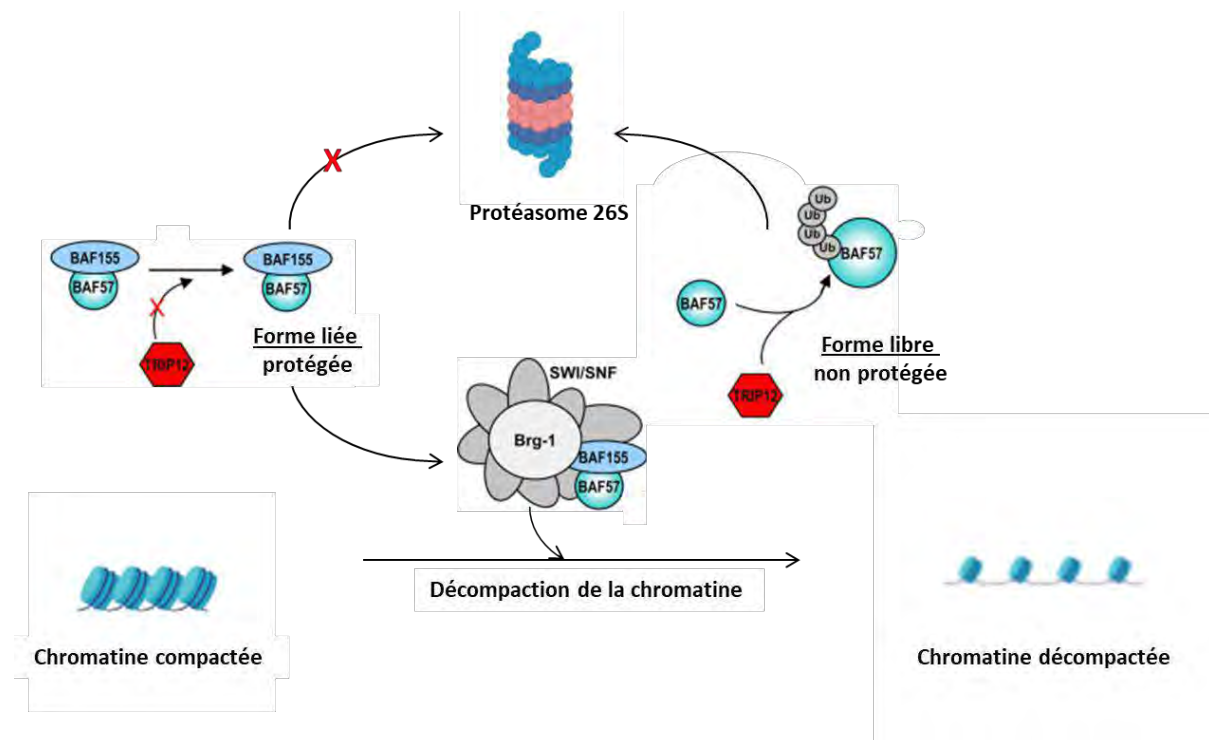 Protéasome 26S
BAF155
BAF57
BAF155
BAF57
TRIP12
Forme liée
protégée
Ub
Ub
Ub
Ub
BAF57
BAF57
TRIP12
Forme libre
non protégée
SWI/SNF
Brg-1
BAF155
BAF57
Décompaction de la chromatine
Chromatine compactée
Chromatine décompactée